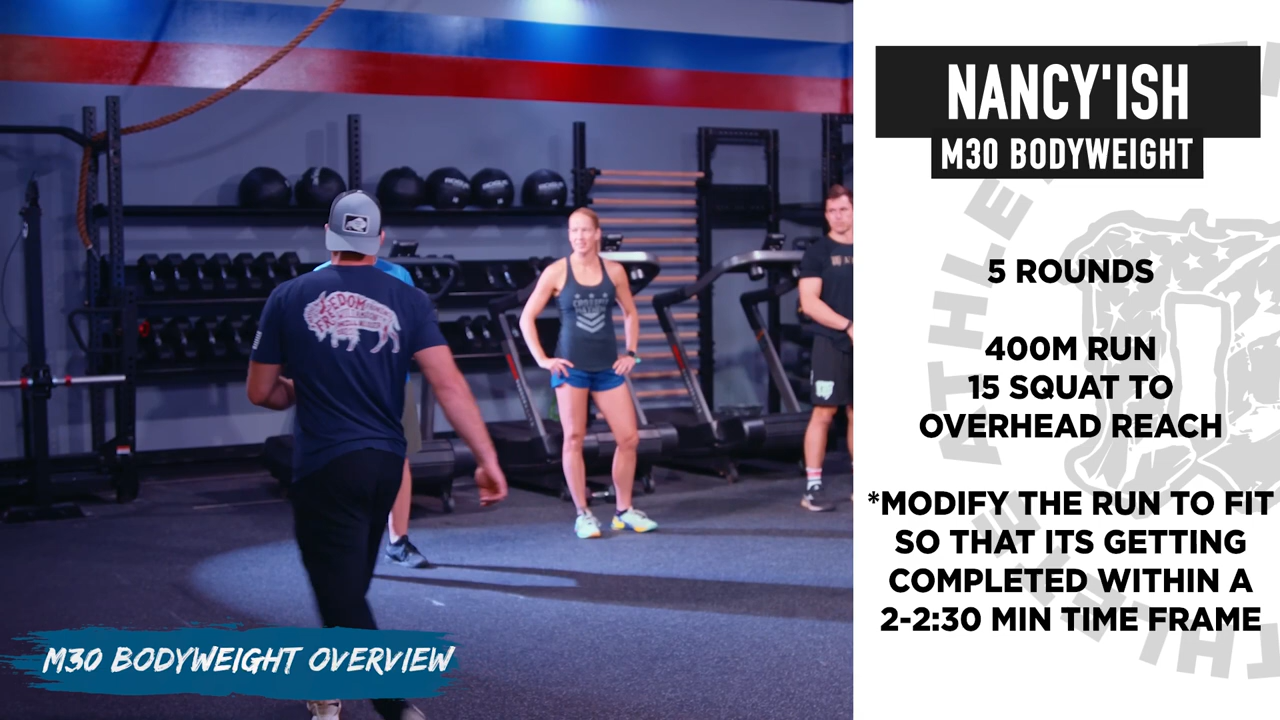 NANCY'ISH
M30 BODYWEIGHT
5 ROUNDS
400M RUN
15 SQUAT TO
OVERHEAD REACH
*MODIFY THE RUN TO FIT
SO THAT ITS GETTING
COMPLETED WITHIN A
2-2:30 MIN TIME FRAME
M30 BODYWEIGHT OVERVIEW
FREEDOM